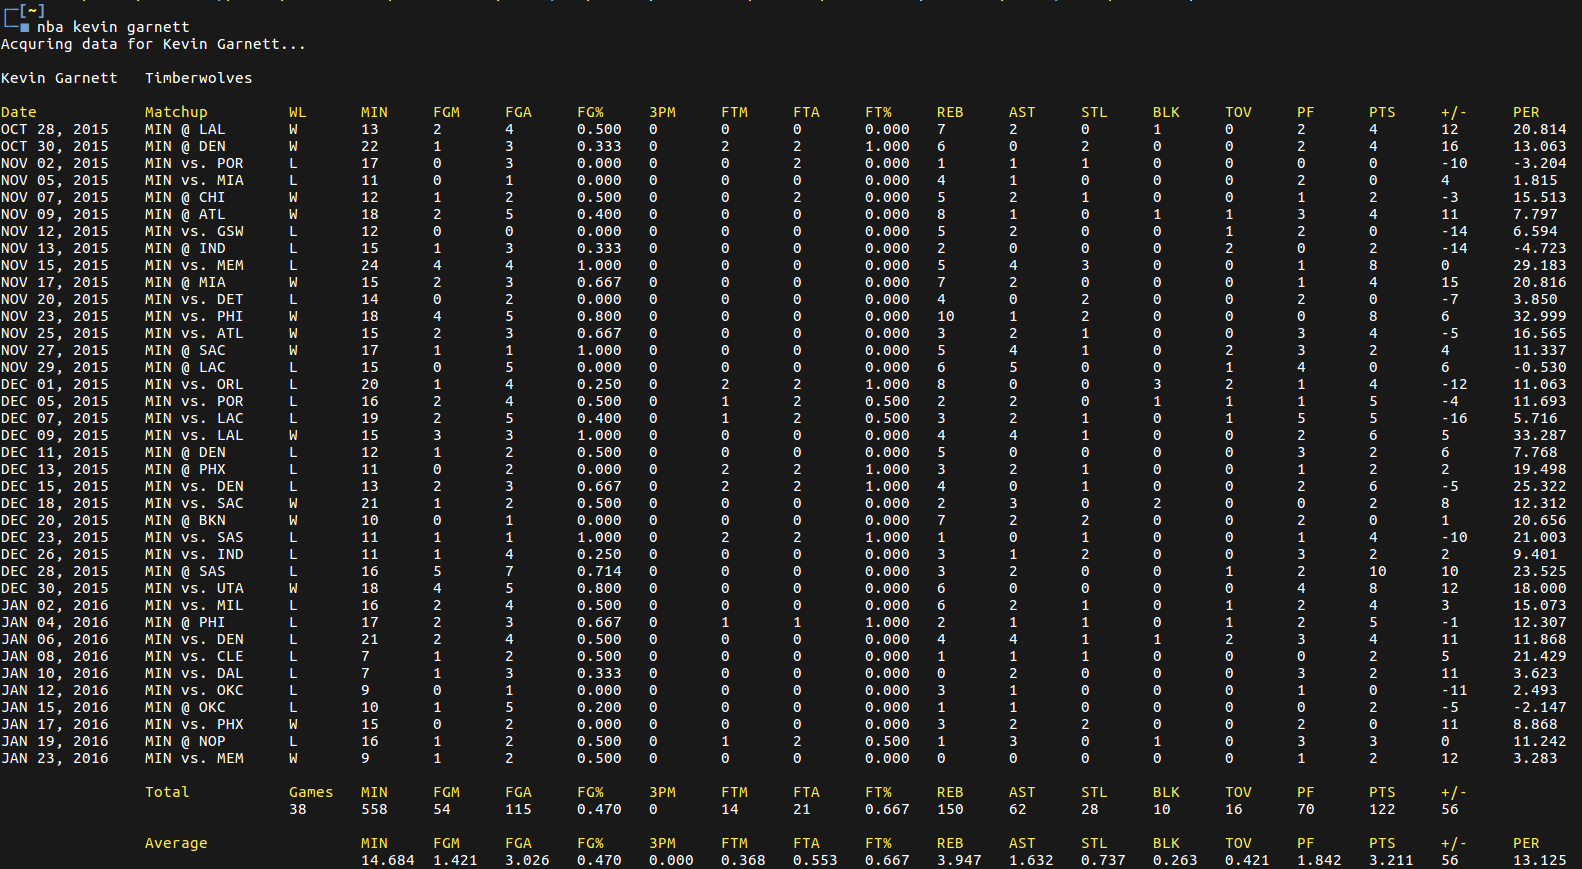 [~]
nba kevin garnett
Acquring data for Kevin Garnett...
Kevin Garnett Timberwolves
Date Matchup WL MIN FGM FGA FG% 3PM FTM FTA FT% REB AST STL BLK TOV PF PTS +/- PER
OCT 28, 2015 MIN @ LAL W 13 2 4 0.500 0 0 0 0.000 7 2 0 1 0 2 4 12 20.814
OCT 30, 2015 MIN @ DEN W 22 1 3 0.333 0 2 2 1.000 6 0 2 0 0 2 4 16 13.063
NOV 02, 2015 MIN vs. POR L 17 0 3 0.000 0 0 2 0.000 1 1 1 0 0 0 0 -10 -3.204
NOV 05, 2015 MIN vs. MIA L 11 0 1 0.000 0 0 0 0.000 4 1 0 0 0 2 0 4 1.815
NOV 07, 2015 MIN @ CHI W 12 1 2 0.500 0 0 2 0.000 5 2 1 0 0 1 2 -3 15.513
NOV 09, 2015 MIN @ ATL W 18 2 5 0.400 0 0 0 0.000 8 1 0 1 1 3 4 11 7.797
NOV 12, 2015 MIN vs. GSW L 12 0 0 0.000 0 0 0 0.000 5 2 0 0 1 2 0 -14 6.594
NOV 13, 2015 MIN @ IND L 15 1 3 0.333 0 0 0 0.000 2 0 0 0 2 0 2 -14 -4.723
NOV 15, 2015 MIN vs. MEM L 24 4 4 1.000 0 0 0 0.000 5 4 3 0 0 1 8 0 29.183
NOV 17, 2015 MIN @ MIA W 15 2 3 0.667 0 0 0 0.000 7 2 0 0 0 1 4 15 20.816
NOV 20, 2015 MIN vs. DET L 14 0 2 0.000 0 0 0 0.000 4 0 2 0 0 2 0 -7 3.850
NOV 23, 2015 MIN vs. PHI W 18 4 5 0.800 0 0 0 0.000 10 1 2 0 0 0 8 6 32.999
NOV 25, 2015 MIN vs. ATL W 15 2 3 0.667 0 0 0 0.000 3 2 1 0 0 3 4 -5 16.565
NOV 27, 2015 MIN @ SAC W 17 1 1 1.000 0 0 0 0.000 5 4 1 0 2 3 2 4 11.337
NOV 29, 2015 MIN @ LAC L 15 0 5 0.000 0 0 0 0.000 6 5 0 0 1 4 0 6 -0.530
DEC 01, 2015 MIN vs. ORL L 20 1 4 0.250 0 2 2 1.000 8 0 0 3 2 1 4 -12 11.063
DEC 05, 2015 MIN vs. POR L 16 2 4 0.500 0 1 2 0.500 2 2 0 1 1 1 5 -4 11.693
DEC 07, 2015 MIN vs. LAC L 19 2 5 0.400 0 1 2 0.500 3 2 1 0 1 5 5 -16 5.716
DEC 09, 2015 MIN vs. LAL W 15 3 3 1.000 0 0 0 0.000 4 4 1 0 0 2 6 5 33.287
DEC 11, 2015 MIN @ DEN L 12 1 2 0.500 0 0 0 0.000 5 0 0 0 0 3 2 6 7.768
DEC 13, 2015 MIN @ PHX L 11 0 2 0.000 0 2 2 1.000 3 2 1 0 0 1 2 2 19.498
DEC 15, 2015 MIN vs. DEN L 13 2 3 0.667 0 2 2 1.000 4 0 1 0 0 2 6 -5 25.322
DEC 18, 2015 MIN vs. SAC W 21 1 2 0.500 0 0 0 0.000 2 3 0 2 0 0 2 8 12.312
DEC 20, 2015 MIN @ BKN W 10 0 1 0.000 0 0 0 0.000 7 2 2 0 0 2 0 1 20.656
DEC 23, 2015 MIN vs. SAS L 11 1 1 1.000 0 2 2 1.000 1 0 1 0 0 1 4 -10 21.003
DEC 26, 2015 MIN vs. IND L 11 1 4 0.250 0 0 0 0.000 3 1 2 0 0 3 2 2 9.401
DEC 28, 2015 MIN @ SAS L 16 5 7 0.714 0 0 0 0.000 3 2 0 0 1 2 10 10 23.525
DEC 30, 2015 MIN vs. UTA W 18 4 5 0.800 0 0 0 0.000 6 0 0 0 0 4 8 12 18.000
JAN 02, 2016 MIN vs. MIL L 16 2 4 0.500 0 0 0 0.000 6 2 1 0 1 2 4 3 15.073
JAN 04, 2016 MIN @ PHI L 17 2 3 0.667 0 1 1 1.000 2 1 1 0 1 2 5 -1 12.307
JAN 06, 2016 MIN vs. DEN L 21 2 4 0.500 0 0 0 0.000 4 4 1 1 2 3 4 11 11.868
JAN 08, 2016 MIN vs. CLE L 7 1 2 0.500 0 0 0 0.000 1 1 1 0 0 0 2 5 21.429
JAN 10, 2016 MIN vs. DAL L 7 1 3 0.333 0 0 0 0.000 0 2 0 0 0 3 2 11 3.623
JAN 12, 2016 MIN vs. OKC L 9 0 1 0.000 0 0 0 0.000 3 1 0 0 0 1 0 -11 2.493
JAN 15, 2016 MIN @ OKC L 10 1 5 0.200 0 0 0 0.000 1 1 0 0 0 0 2 -5 -2.147
JAN 17, 2016 MIN vs. PHX W 15 0 2 0.000 0 0 0 0.000 3 2 2 0 0 2 0 11 8.868
JAN 19, 2016 MIN @ NOP L 16 1 2 0.500 0 1 2 0.500 1 3 0 1 0 3 3 0 11.242
JAN 23, 2016 MIN vs. MEM W 9 1 2 0.500 0 0 0 0.000 0 0 0 0 0 1 2 12 3.283
Total Games MIN FGM FGA FG% 3PM FTM FTA FT% REB AST STL BLK TOV PF PTS +/-
38 558 54 115 0.470 0 14 21 0.667 150 62 28 10 16 70 122 56
Average MIN FGM FGA FG% 3PM FTM FTA FT% REB AST STL BLK TOV PF PTS +/- PER
14.684 1.421 3.026 0.470 0.000 0.368 0.553 0.667 3.947 1.632 0.737 0.263 0.421 1.842 3.211 56 13.125